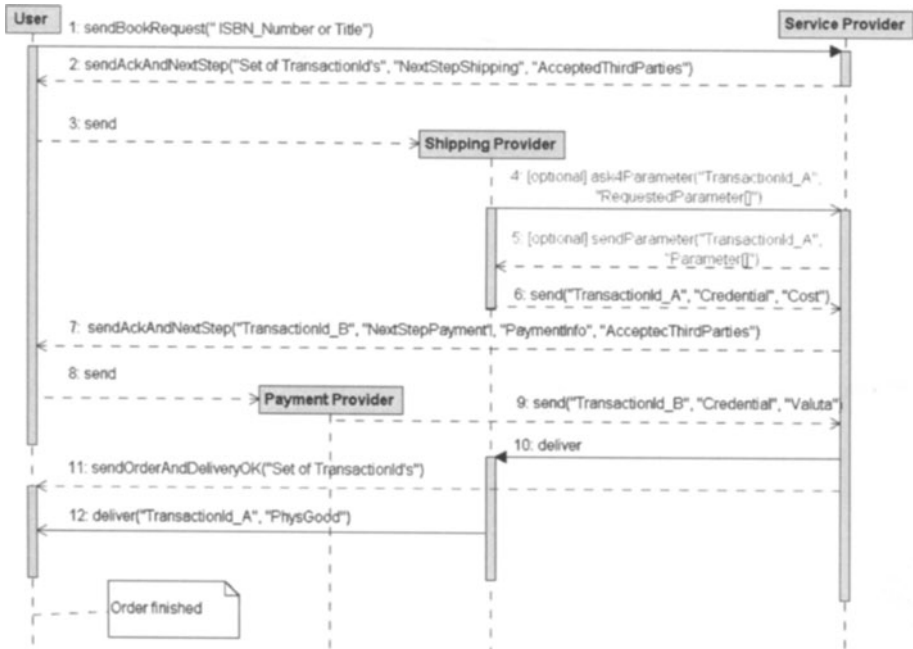 User
Service Provider
1: sendBookRequest(" ISBN_Number or Title")
2: sendAckAndNextStep("Set of TransactionId's", "NextStepShipping", "AcceptedThirdParties")
3: send
Shipping Provider
4: [optional] ask4Parameter("TransactionId_A",
"RequestedParameter[]")
5: [optional] sendParameter("TransactionId_A",
"Parameter[]")
6: send("TransactionId_A", "Credential", "Cost")
7: sendAckAndNextStep("TransactionId_B", "NextStepPayment", "PaymentInfo", "AcceptecThirdParties")
8: send
Payment Provider
9: send("TransactionId_B", "Credential", "Valuta")
10: deliver
11: sendOrderAndDeliveryOK("Set of TransactionId's")
12: deliver("TransactionId_A", "PhysGood")
Order finished